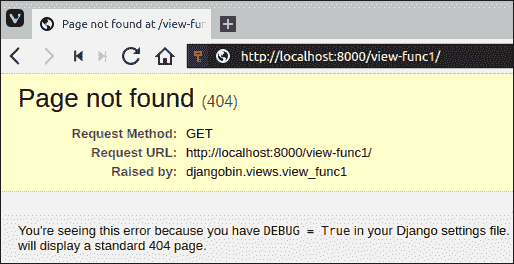 Page not found at /view-fun
http://localhost:8000/view-func1/
Page not found (404)
Request Method: GET
Request URL: http://localhost:8000/view-func1/
Raised by: djangobin.views.view_func1
You're seeing this error because you have DEBUG = True in your Django settings file.
will display a standard 404 page.